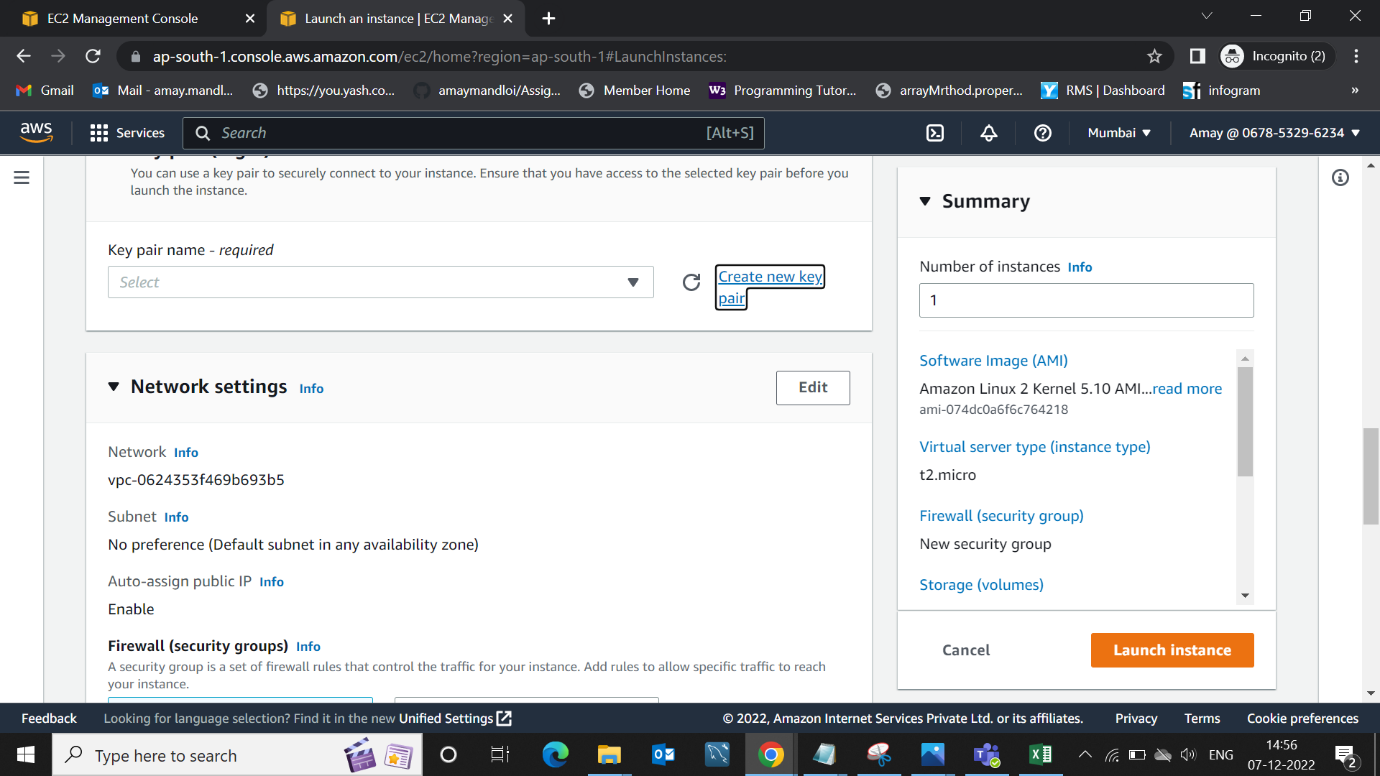 EC2 Management Console
Launch an instance | EC2 Manag
ap-south-1.console.aws.amazon.com/ec2/home?region=ap-south-1#LaunchInstances:
Incognito (2)
Gmail
Mail - amay.mandl...
https://you.yash.co...
amaymandloi/Assig...
Member Home
W3 Programming Tutor...
arrayMrthod.proper...
RMS | Dashboard
infogram
»
aws
Services
Search
[Alt+S]
Mumbai
Amay @ 0678-5329-6234
You can use a key pair to securely connect to your instance. Ensure that you have access to the selected key pair before you
launch the instance.
Key pair name - required
Select
Create new key
pair
Network settings Info
Edit
Network Info
vpc-0624353f469b693b5
Subnet Info
No preference (Default subnet in any availability zone)
Auto-assign public IP Info
Enable
Firewall (security groups) Info
A security group is a set of firewall rules that control the traffic for your instance. Add rules to allow specific traffic to reach
your instance.
Summary
Number of instances Info
1
Software Image (AMI)
Amazon Linux 2 Kernel 5.10 AMI...read more
ami-074dc0a6f6c764218
Virtual server type (instance type)
t2.micro
Firewall (security group)
New security group
Storage (volumes)
Cancel
Launch instance
Feedback
Looking for language selection? Find it in the new Unified Settings
© 2022, Amazon Internet Services Private Ltd. or its affiliates.
Privacy
Terms
Cookie preferences
Type here to search
ENG
14:56
07-12-2022
2